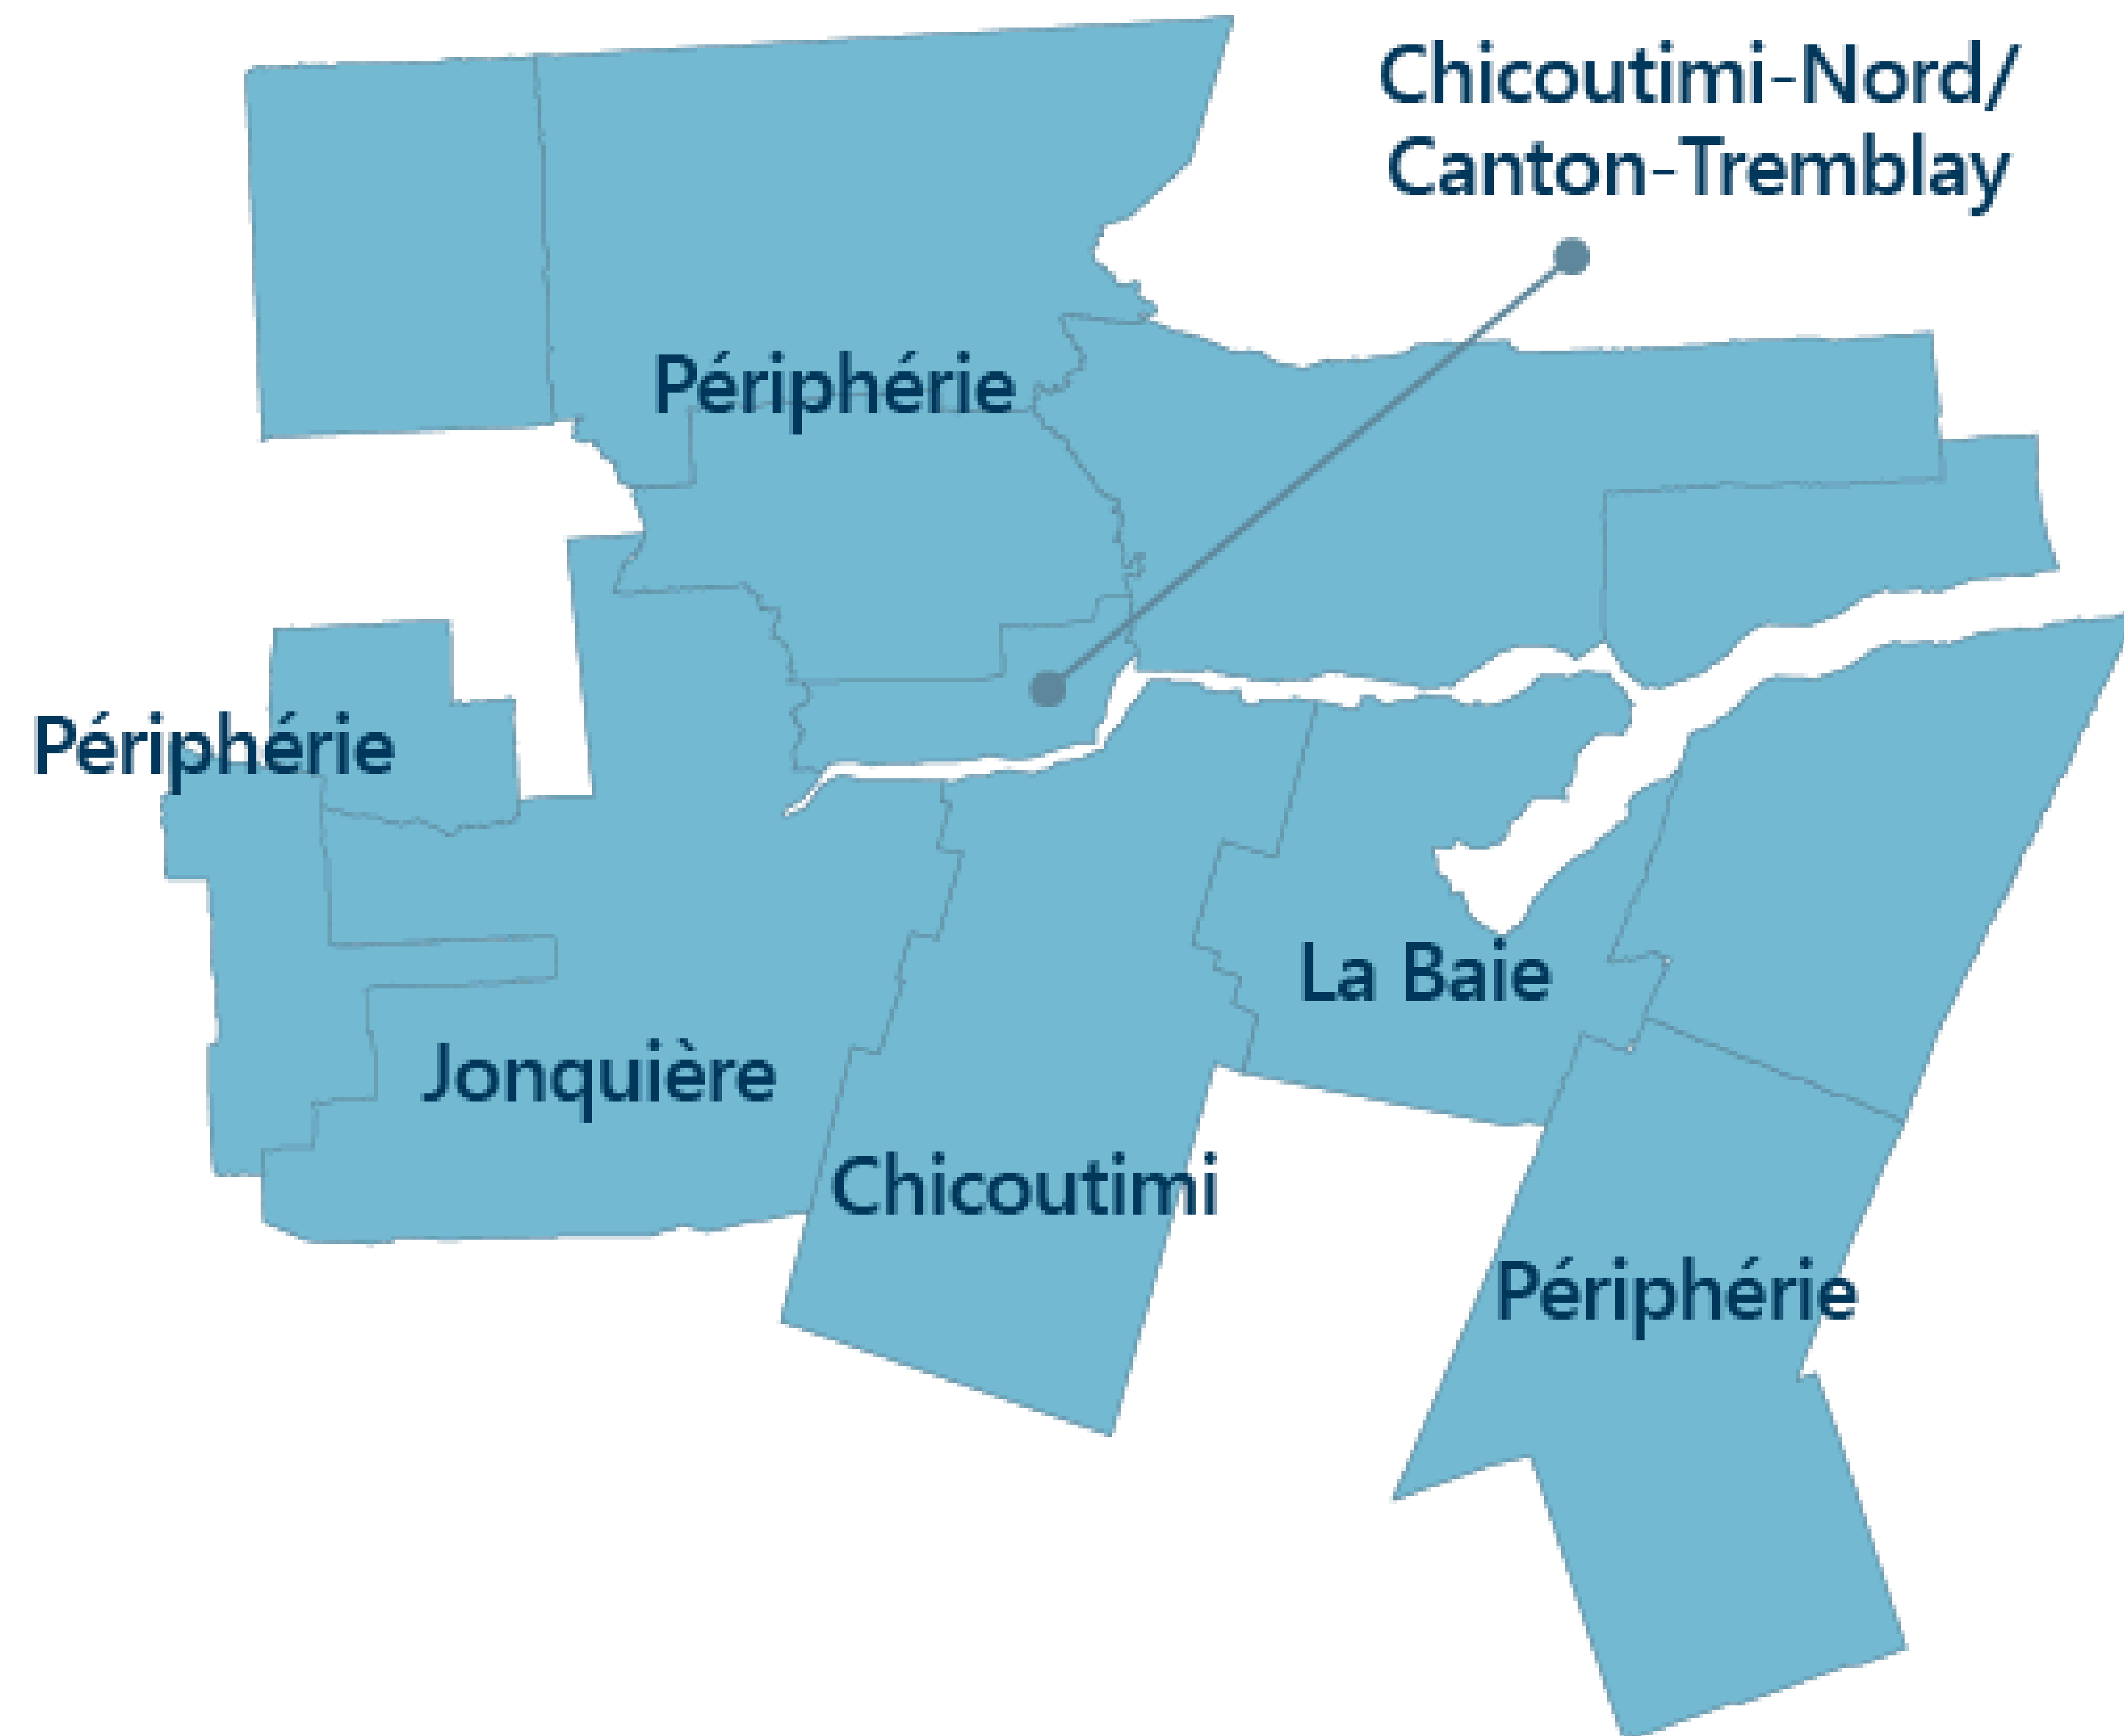 Chicoutimi-Nord/
Canton-Tremblay
Périphérie
Périphérie
La Baie
Jonquière
Chicoutimi
Périphérie